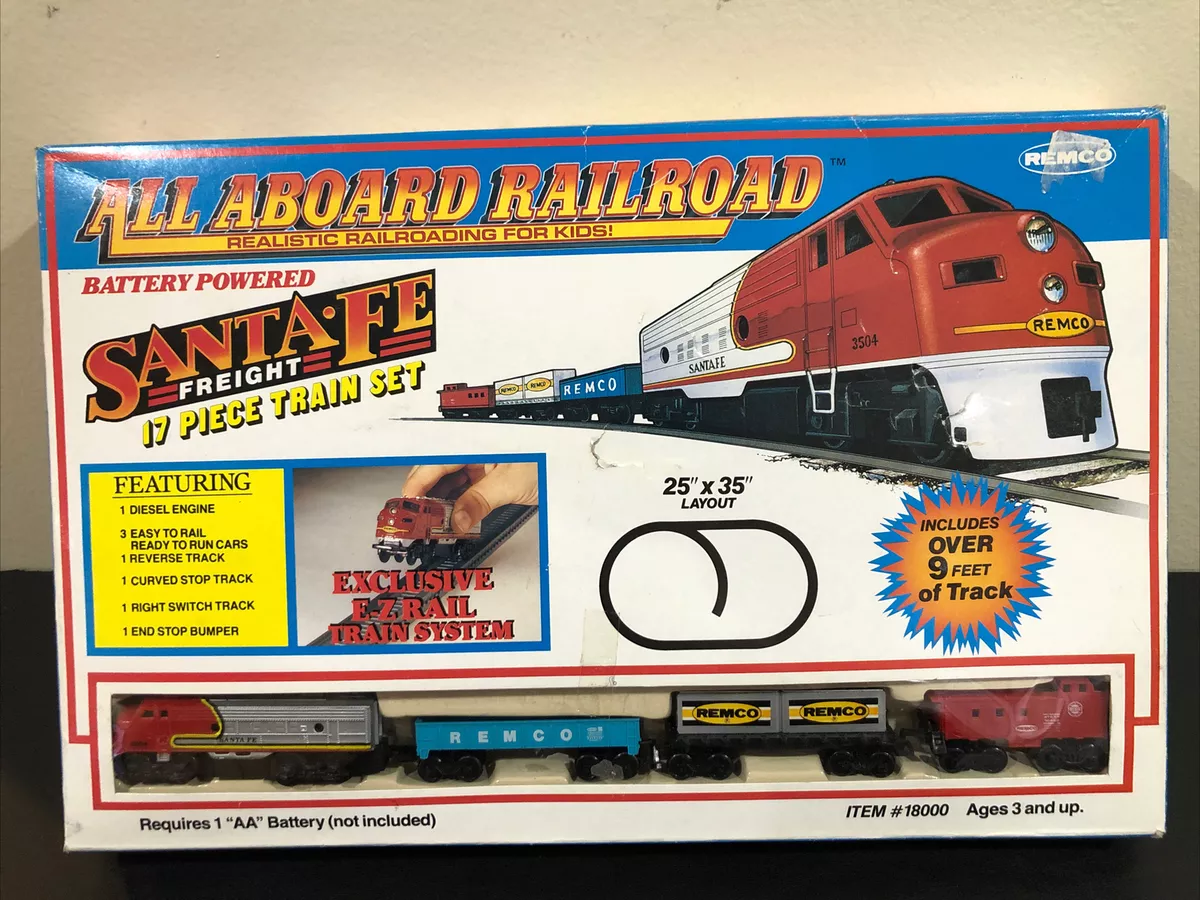 ALL ABOARD RAILROAD ™
REALISTIC RAILROADING FOR KIDS!
REMCO
BATTERY POWERED
SANTA·FE
FREIGHT
17 PIECE TRAIN SET
REMCO
3504
SANTA FE
REMCO
REMCO
REMCO
FEATURING
1 DIESEL ENGINE
3 EASY TO RAIL
READY TO RUN CARS
1 REVERSE TRACK
1 CURVED STOP TRACK
1 RIGHT SWITCH TRACK
1 END STOP BUMPER
EXCLUSIVE
E-Z RAIL
TRAIN SYSTEM
25" x 35"
LAYOUT
INCLUDES
OVER
9 FEET
of Track
SANTA FE
REMCO
REMCO
REMCO
Requires 1 "AA" Battery (not included)
ITEM #18000 Ages 3 and up.